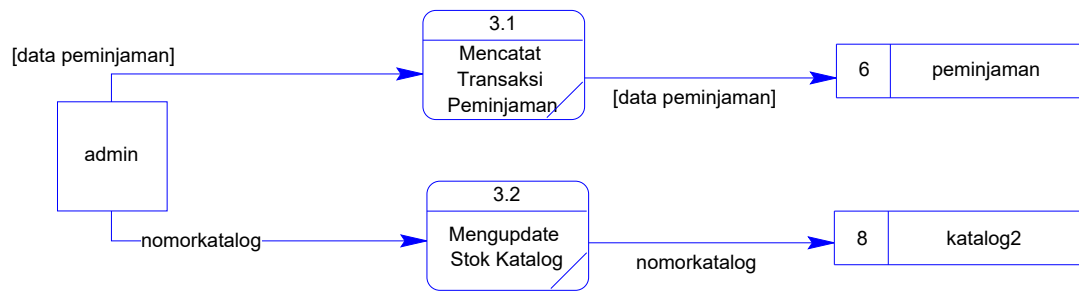 3.1
[data peminjaman]
Mencatat
Transaksi
Peminjaman
6
peminjaman
[data peminjaman]
admin
3.2
nomorkatalog
Mengupdate
Stok Katalog
8
katalog2
nomorkatalog